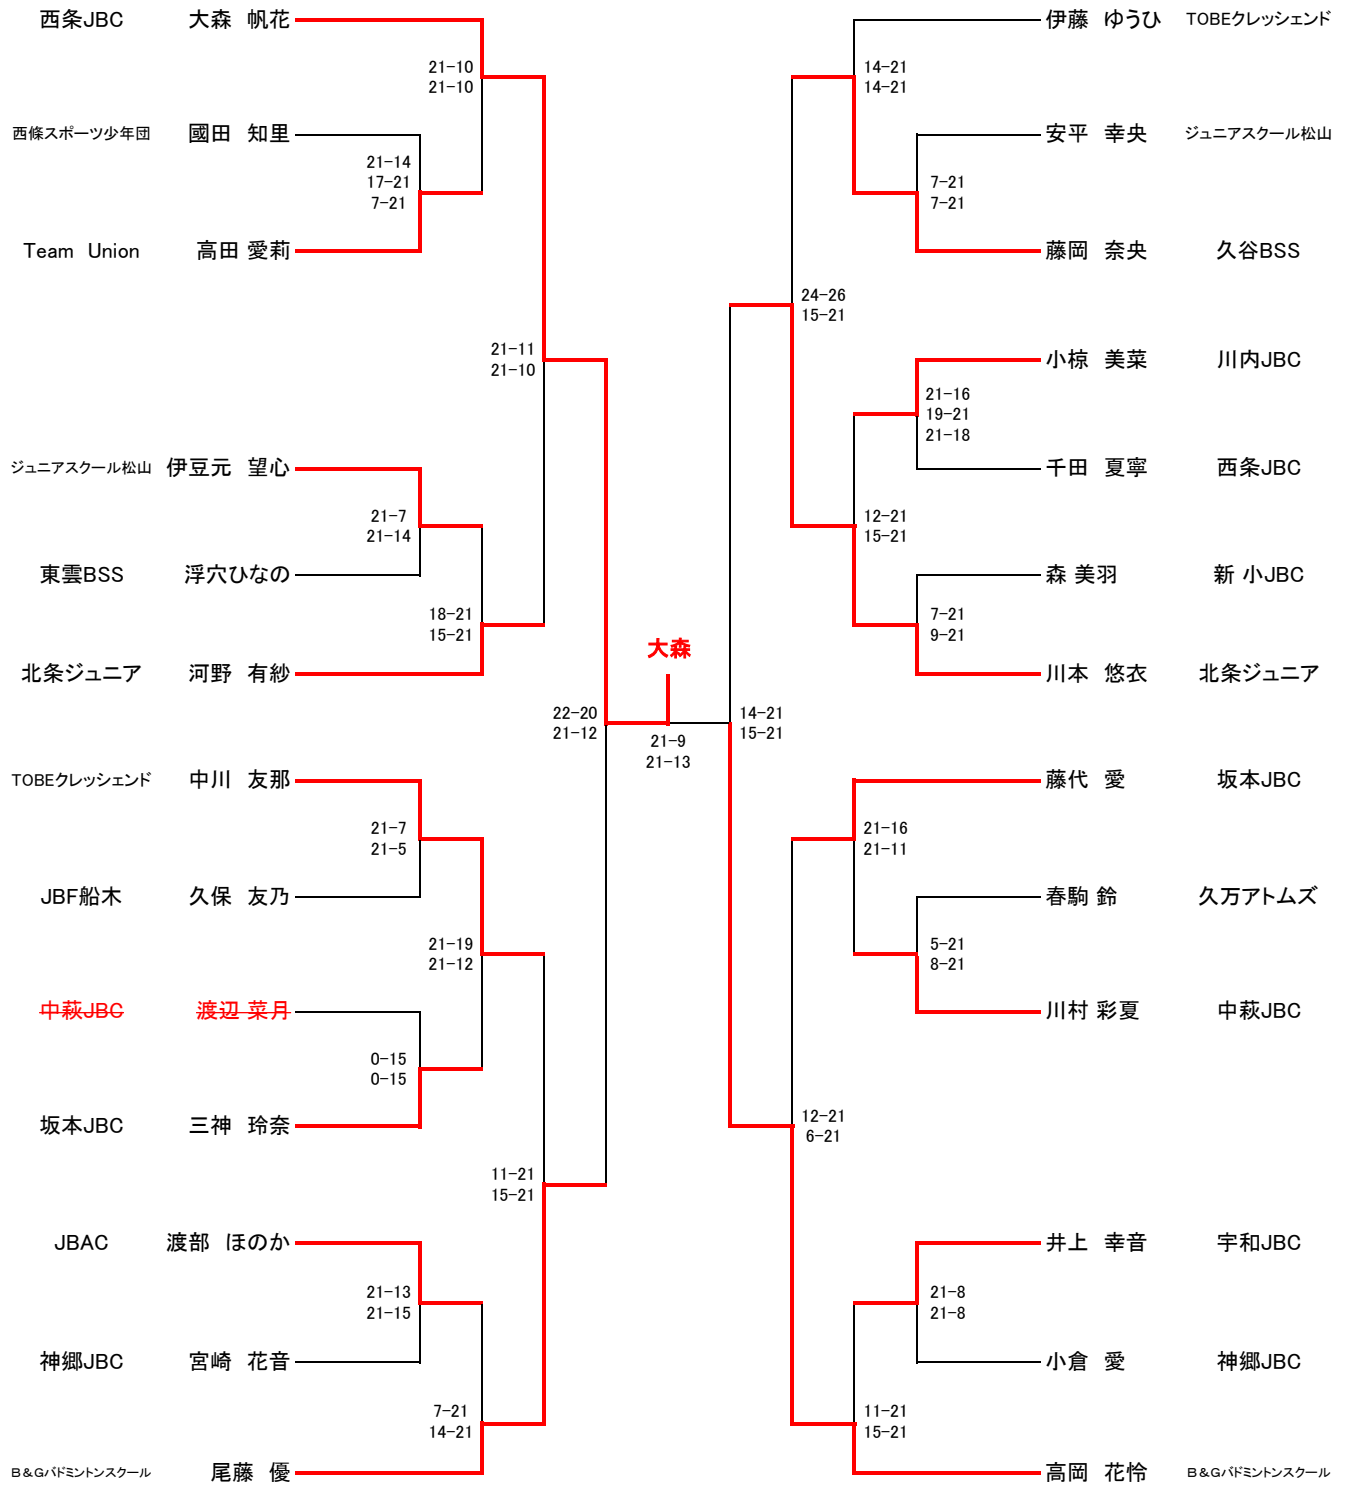 西条JBC 大森 帆花
21-10
21-10
西條スポーツ少年団 國田 知里
21-14
17-21
7-21
Team Union 高田 愛莉
21-11
21-10
ジュニアスクール松山 伊豆元 望心
21-7
21-14
東雲BSS 浮穴ひなの
18-21
15-21
北条ジュニア 河野 有紗
22-20
21-12
TOBEクレッシェンド 中川 友那
21-7
21-5
JBF船木 久保 友乃
21-19
21-12
中萩JBC 渡辺 菜月
0-15
0-15
坂本JBC 三神 玲奈
11-21
15-21
JBAC 渡部 ほのか
21-13
21-15
神郷JBC 宮崎 花音
7-21
14-21
B&Gバドミントンスクール 尾藤 優
大森
21-9
21-13
伊藤 ゆうひ TOBEクレッシェンド
14-21
14-21
安平 幸央 ジュニアスクール松山
7-21
7-21
藤岡 奈央 久谷BSS
24-26
15-21
小椋 美菜 川内JBC
21-16
19-21
21-18
千田 夏寧 西条JBC
12-21
15-21
森 美羽 新 小JBC
7-21
9-21
川本 悠衣 北条ジュニア
14-21
15-21
藤代 愛 坂本JBC
21-16
21-11
春駒 鈴 久万アトムズ
5-21
8-21
川村 彩夏 中萩JBC
12-21
6-21
井上 幸音 宇和JBC
21-8
21-8
小倉 愛 神郷JBC
11-21
15-21
高岡 花怜 B&Gバドミントンスクール